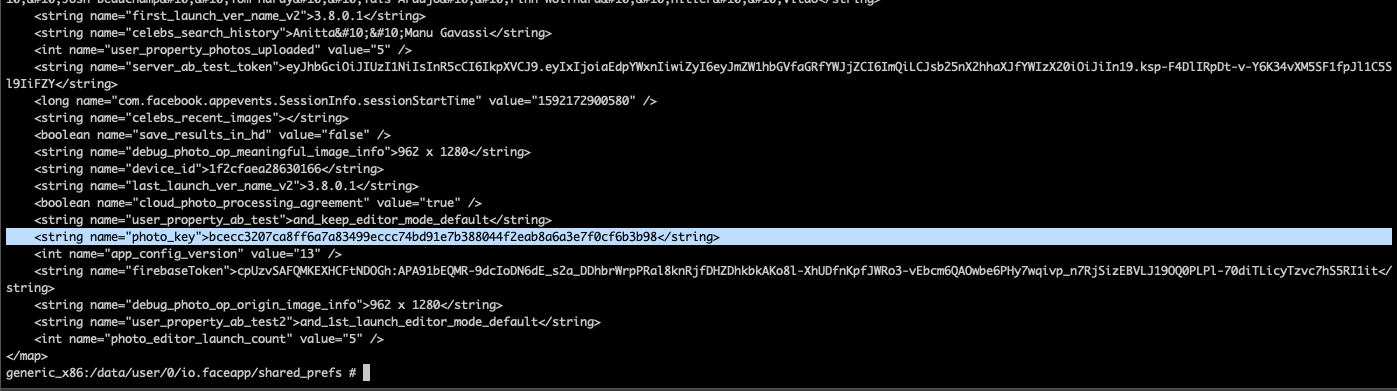 <string name="first_launch_ver_name_v2">3.8.0.1</string>
<string name="celebs_search_history">Anitta&#10;&#10;Manu Gavassi</string>
<int name="user_property_photos_uploaded" value="5" />
<string name="server_ab_test_token">eyJhbGciOiJIUzI1NiIsInR5cCI6IkpXVCJ9.eyIxIjoiaEdpYWxnIiwiZyI6eyJmZW1hbGVfaGRfYWJjZCI6ImQiLCJsb25nX2hhaXJfYWIzX20iOiJiIn19.ksp-F4DlIRpDt-v-Y6K34vXM5SF1fpJl1C5S
l9IiFZY</string>
<long name="com.facebook.appevents.SessionInfo.sessionStartTime" value="1592172900580" />
<string name="celebs_recent_images"></string>
<boolean name="save_results_in_hd" value="false" />
<string name="debug_photo_op_meaningful_image_info">962 x 1280</string>
<string name="device_id">1f2cfaea28630166</string>
<string name="last_launch_ver_name_v2">3.8.0.1</string>
<boolean name="cloud_photo_processing_agreement" value="true" />
<string name="user_property_ab_test">and_keep_editor_mode_default</string>
<string name="photo_key">bcecc3207ca8ff6a7a83499eccc74bd91e7b388044f2eab8a6a3e7f0cf6b3b98</string>
<int name="app_config_version" value="13" />
<string name="firebaseToken">cpUzvSAFQMKEXHCFtNDOGh:APA91bEQMR-9dcIoDN6dE_s2a_DDhbrWrpPRal8knRjfDHZDhkbkAKo8l-XhUDfnKpfJWRo3-vEbcm6QAOwbe6PHy7wqivp_n7RjSizEBVLJ19OQ0PLPl-70diTLicyTzvc7hS5RI1it</
string>
<string name="debug_photo_op_origin_image_info">962 x 1280</string>
<string name="user_property_ab_test2">and_1st_launch_editor_mode_default</string>
<int name="photo_editor_launch_count" value="5" />
</map>
generic_x86:/data/user/0/io.faceapp/shared_prefs #